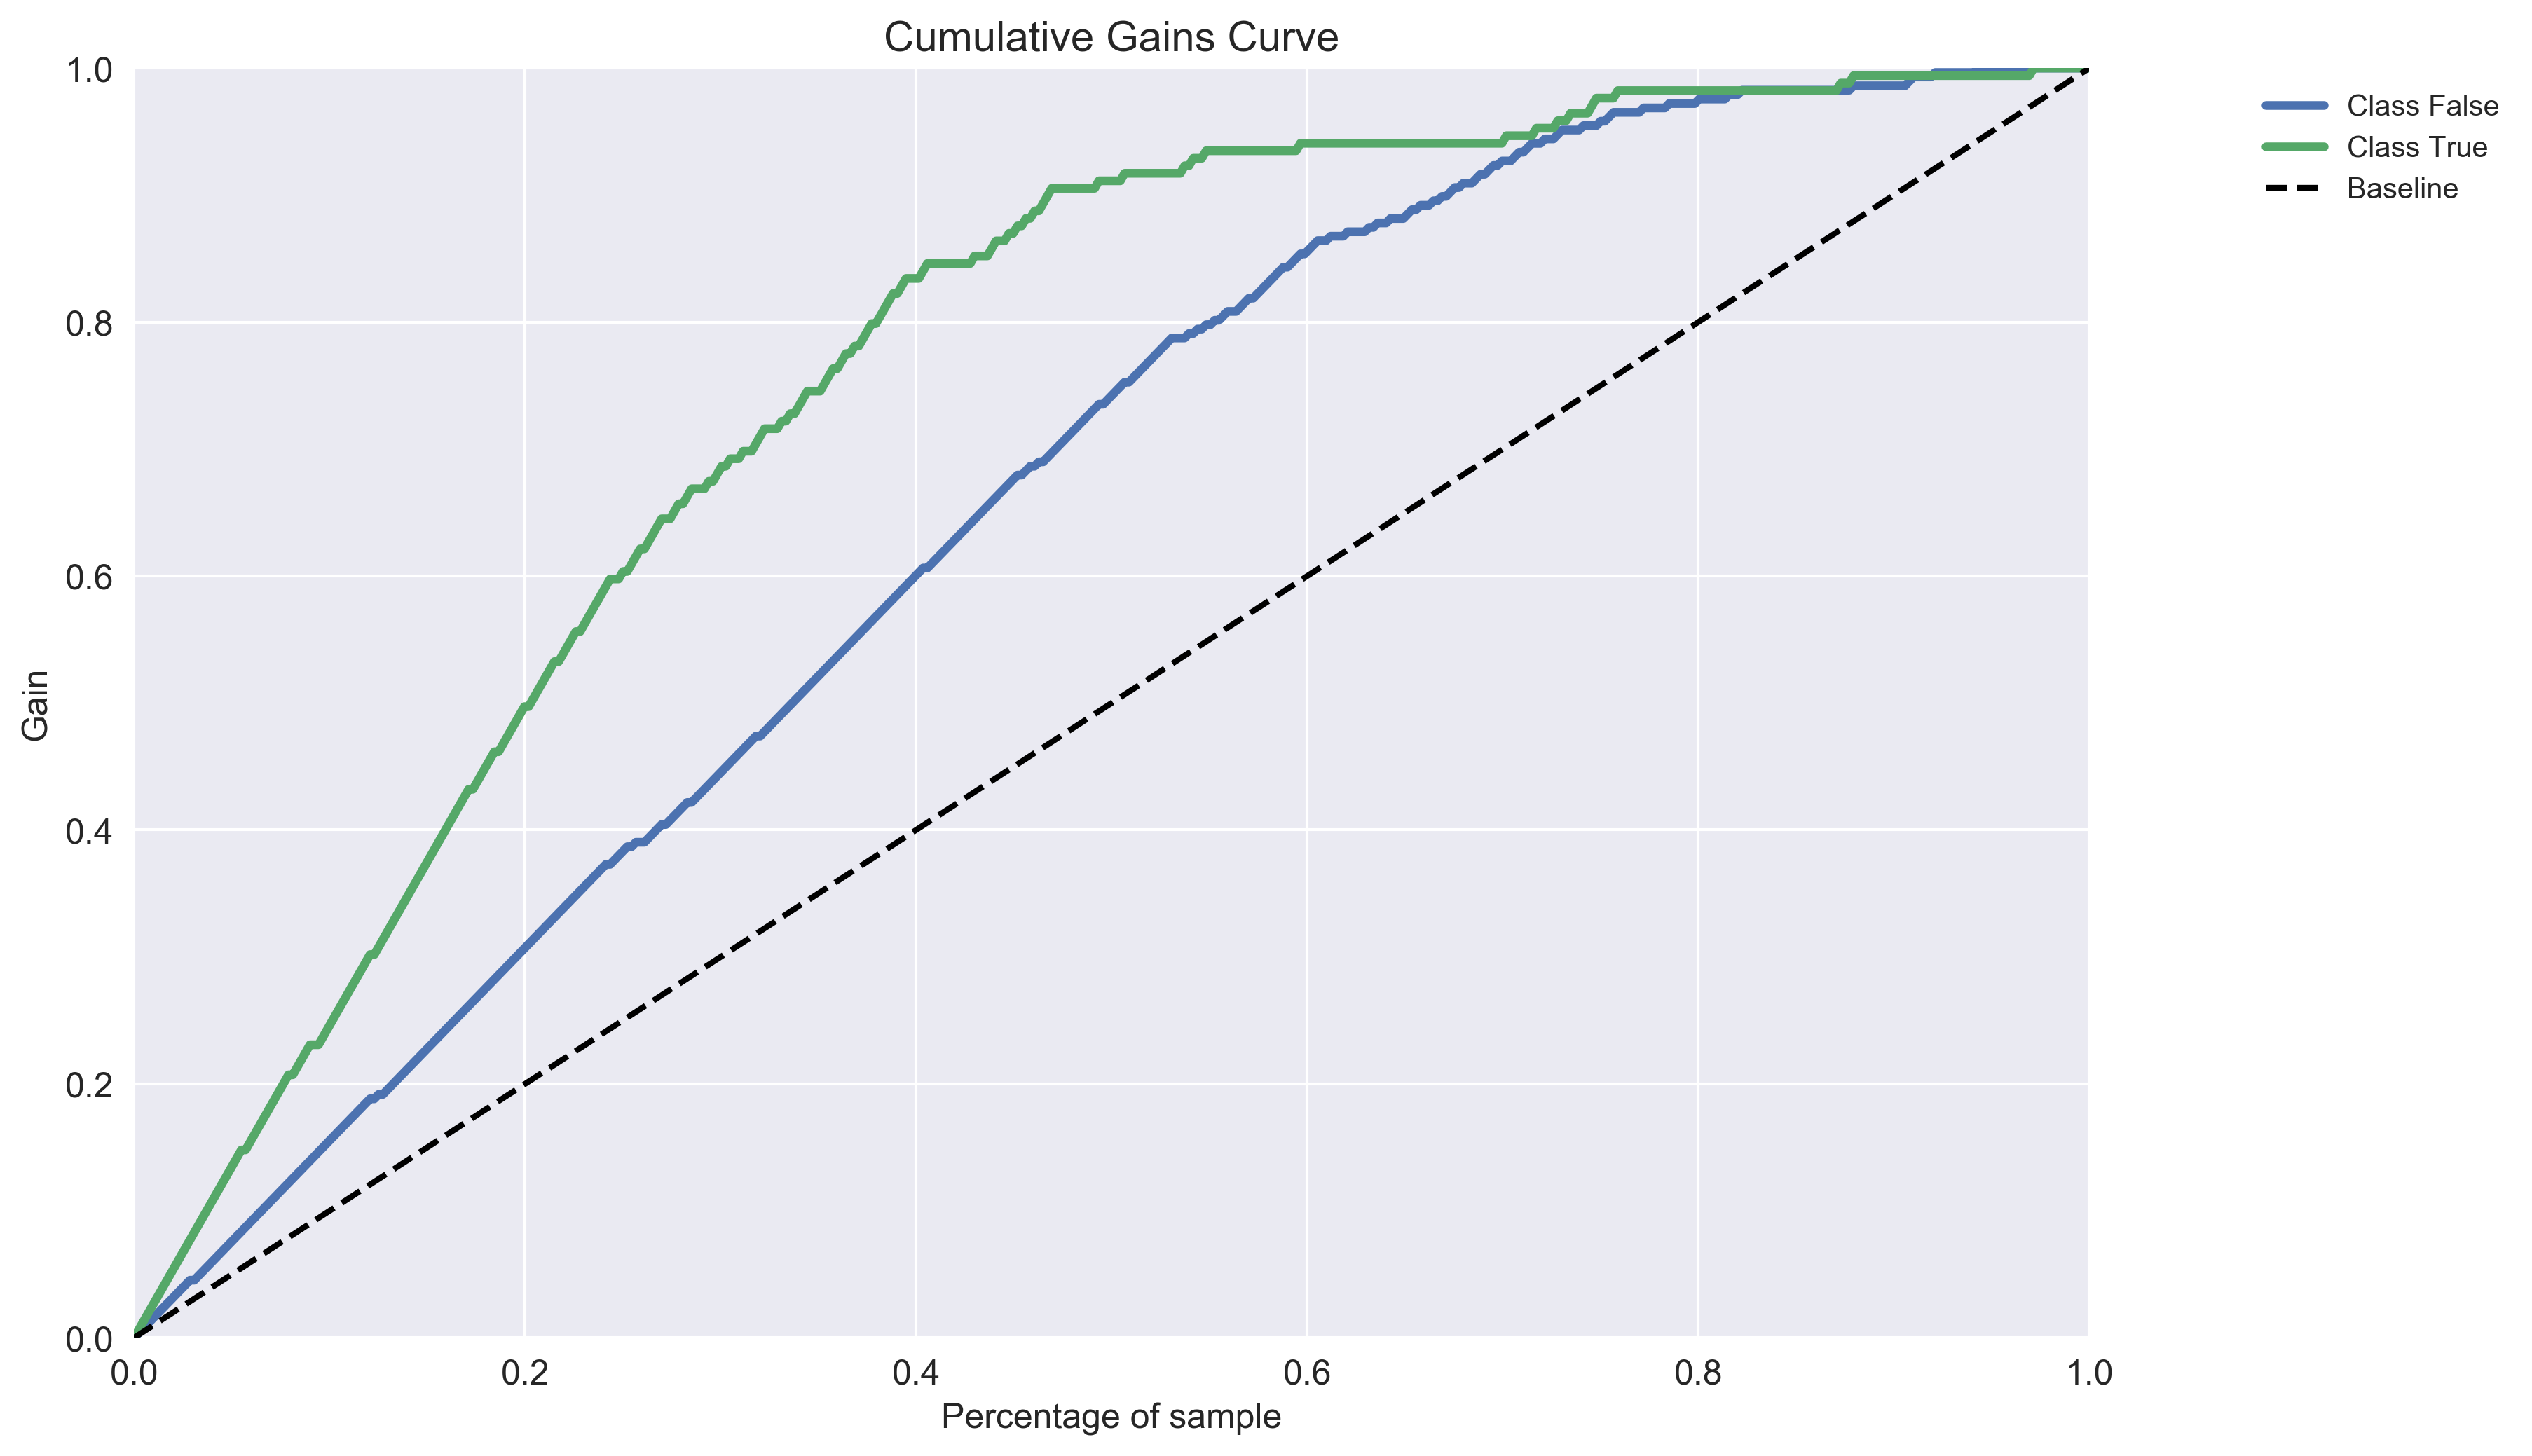 Cumulative Gains Curve
1.0
0.8
0.6
0.4
0.2
0.0
Gain
0.0 0.2 0.4 0.6 0.8 1.0
Percentage of sample
Class False
Class True
Baseline